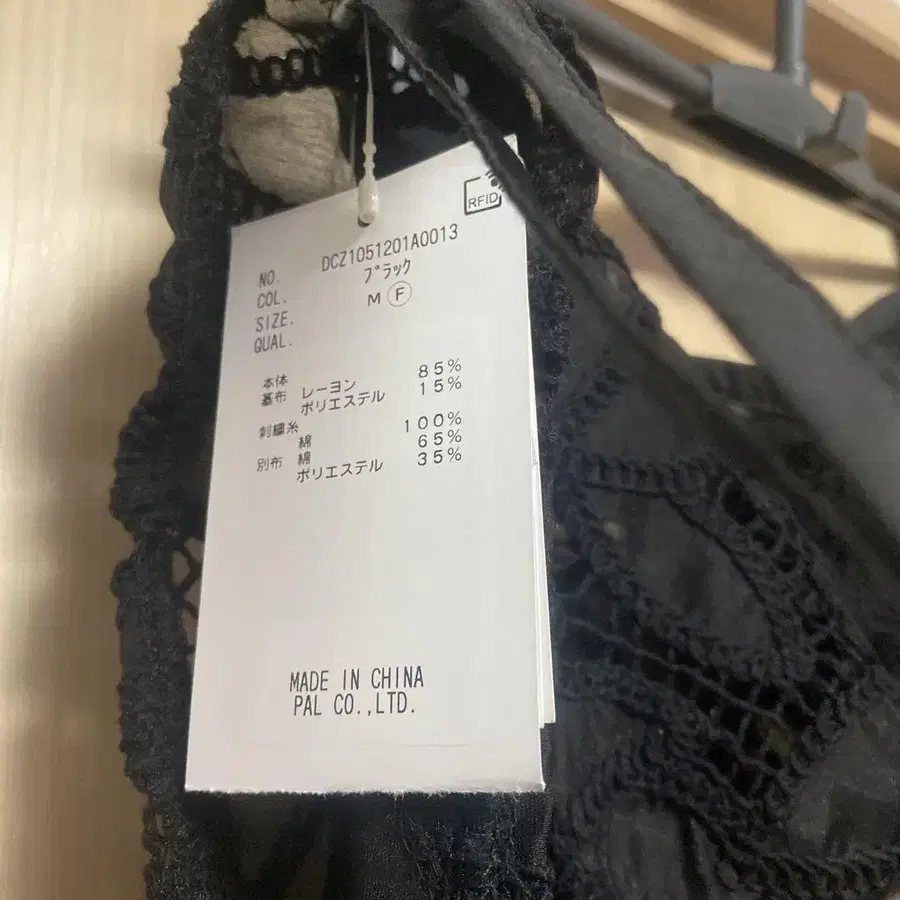 RFID
NO. DCZ1051201A0013
COL. ブラック
SIZE. M F
QUAL.
本体
基布 レーヨン 85%
ポリエステル 15%
刺繍糸
綿 100%
別布 綿 65%
ポリエステル 35%
MADE IN CHINA
PAL CO.,LTD.